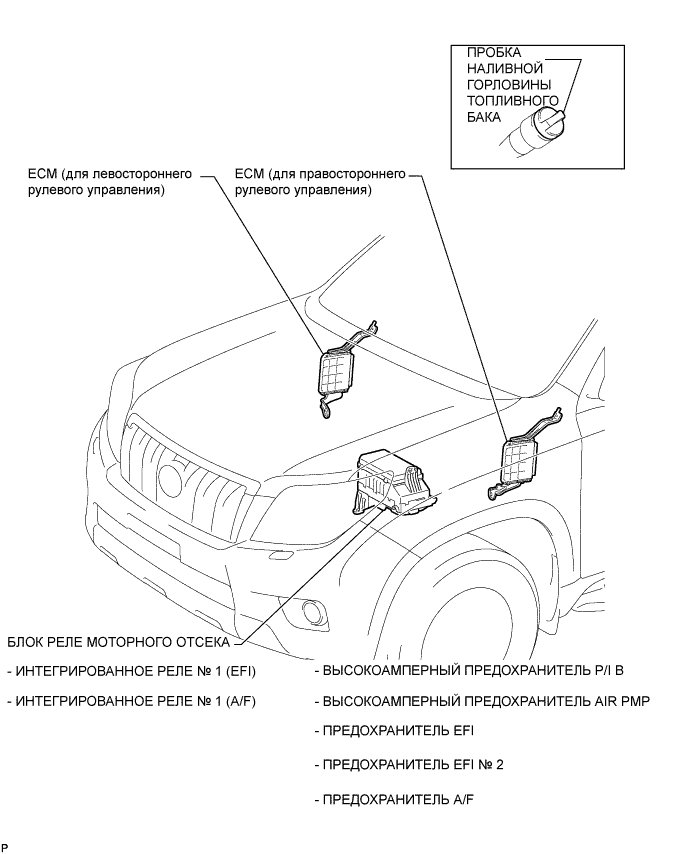 ПРОБКА
НАЛИВНОЙ
ГОРЛОВИНЫ
ТОПЛИВНОГО
БАКА
ECM (для левостороннего
рулевого управления)
ECM (для правостороннего
рулевого управления)
БЛОК РЕЛЕ МОТОРНОГО ОТСЕКА
- ИНТЕГРИРОВАННОЕ РЕЛЕ № 1 (EFI)
- ИНТЕГРИРОВАННОЕ РЕЛЕ № 1 (A/F)
- ВЫСОКОАМПЕРНЫЙ ПРЕДОХРАНИТЕЛЬ P/I B
- ВЫСОКОАМПЕРНЫЙ ПРЕДОХРАНИТЕЛЬ AIR PMP
- ПРЕДОХРАНИТЕЛЬ EFI
- ПРЕДОХРАНИТЕЛЬ EFI № 2
- ПРЕДОХРАНИТЕЛЬ A/F
P